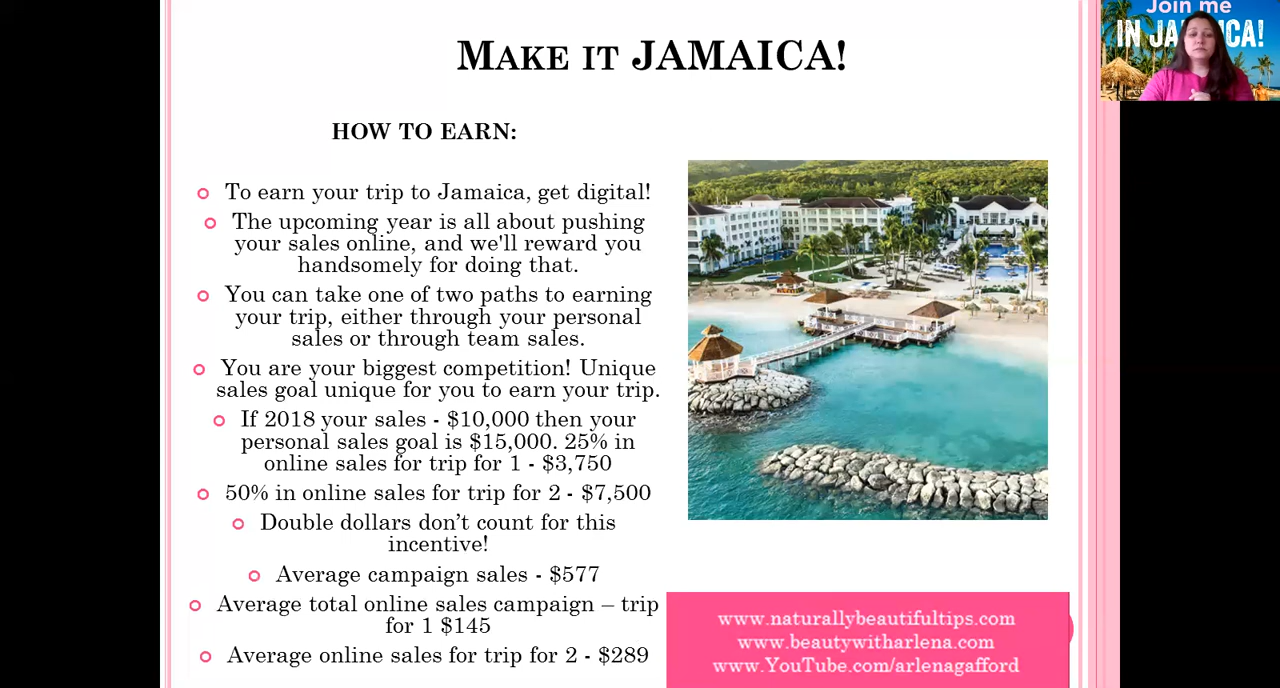 MAKE IT JAMAICA!
HOW TO EARN:
To earn your trip to Jamaica, get digital!
The upcoming year is all about pushing
your sales online, and we'll reward you
handsomely for doing that.
You can take one of two paths to earning
your trip, either through your personal
sales or through team sales.
You are your biggest competition! Unique
sales goal unique for you to earn your trip.
If 2018 your sales - $10,000 then your
personal sales goal is $15,000. 25% in
online sales for trip for 1 - $3,750
50% in online sales for trip for 2 - $7,500
Double dollars don’t count for this
incentive!
Average campaign sales - $577
Average total online sales campaign – trip
for 1 $145
Average online sales for trip for 2 - $289
www.naturallybeautifultips.com
www.beautywitharlena.com
www.YouTube.com/arlenagafford
Join me
IN JA CA!